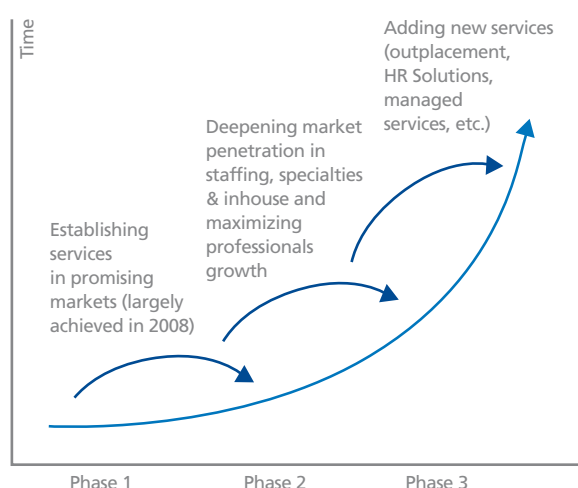 Time
Adding new services
(outplacement,
HR Solutions,
managed
services, etc.)
Deepening market
penetration in
staffing, specialties
& inhouse and
maximizing
professionals
growth
Establishing
services
in promising
markets (largely
achieved in 2008)
Phase 1
Phase 2
Phase 3